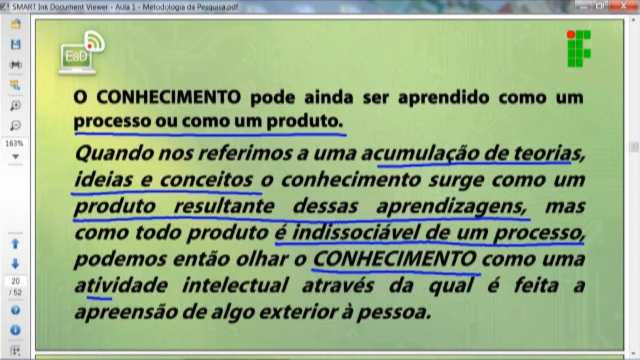 SMART Ink Document Viewer - Aula 1 - Metodologia da Pesquisa.pdf
EaD
O CONHECIMENTO pode ainda ser aprendido como um
processo ou como um produto.
Quando nos referimos a uma acumulação de teorias,
ideias e conceitos o conhecimento surge como um
produto resultante dessas aprendizagens, mas
como todo produto é indissociável de um processo,
podemos então olhar o CONHECIMENTO como uma
atividade intelectual através da qual é feita a
apreensão de algo exterior à pessoa.
163%
20
/ 52